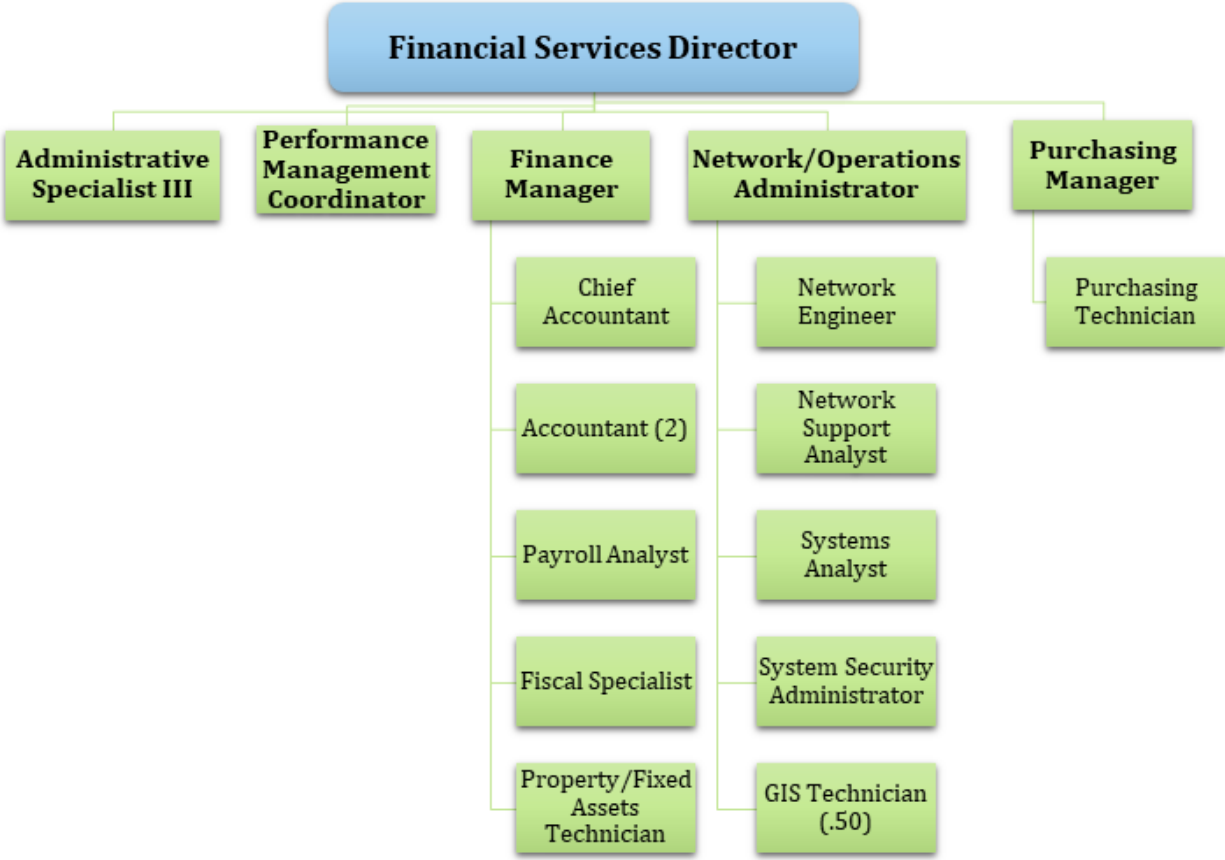 Financial Services Director
Administrative
Specialist III
Performance
Management
Coordinator
Finance
Manager
Network/Operations
Administrator
Purchasing
Manager
Chief
Accountant
Accountant (2)
Payroll Analyst
Fiscal Specialist
Property/Fixed
Assets
Technician
Network
Engineer
Network
Support
Analyst
Systems
Analyst
System Security
Administrator
GIS Technician
(.50)
Purchasing
Technician